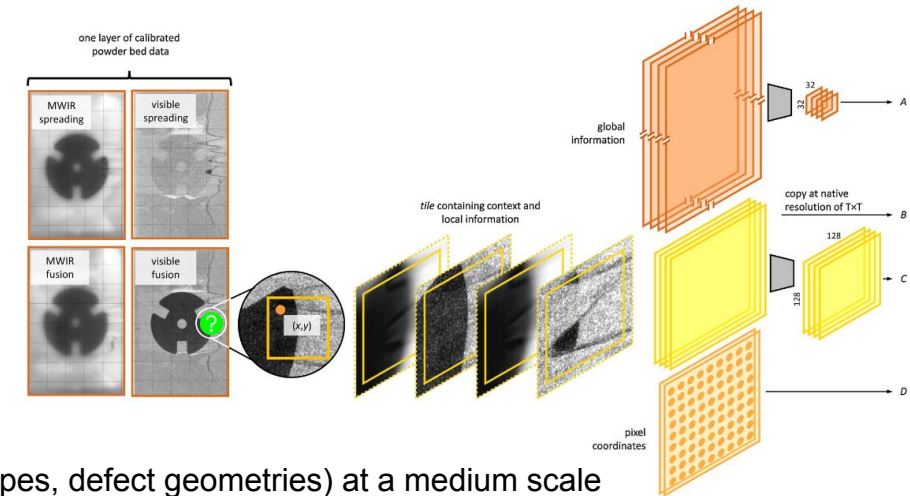 one layer of calibrated
powder bed data
MWIR
spreading
visible
spreading
MWIR
fusion
visible
fusion
?
(x,y)
tile containing context and
local information
global
information
32
32
A
copy at native
resolution of T×T
B
128
128
C
pixel
coordinates
D
pes, defect geometries) at a medium scale